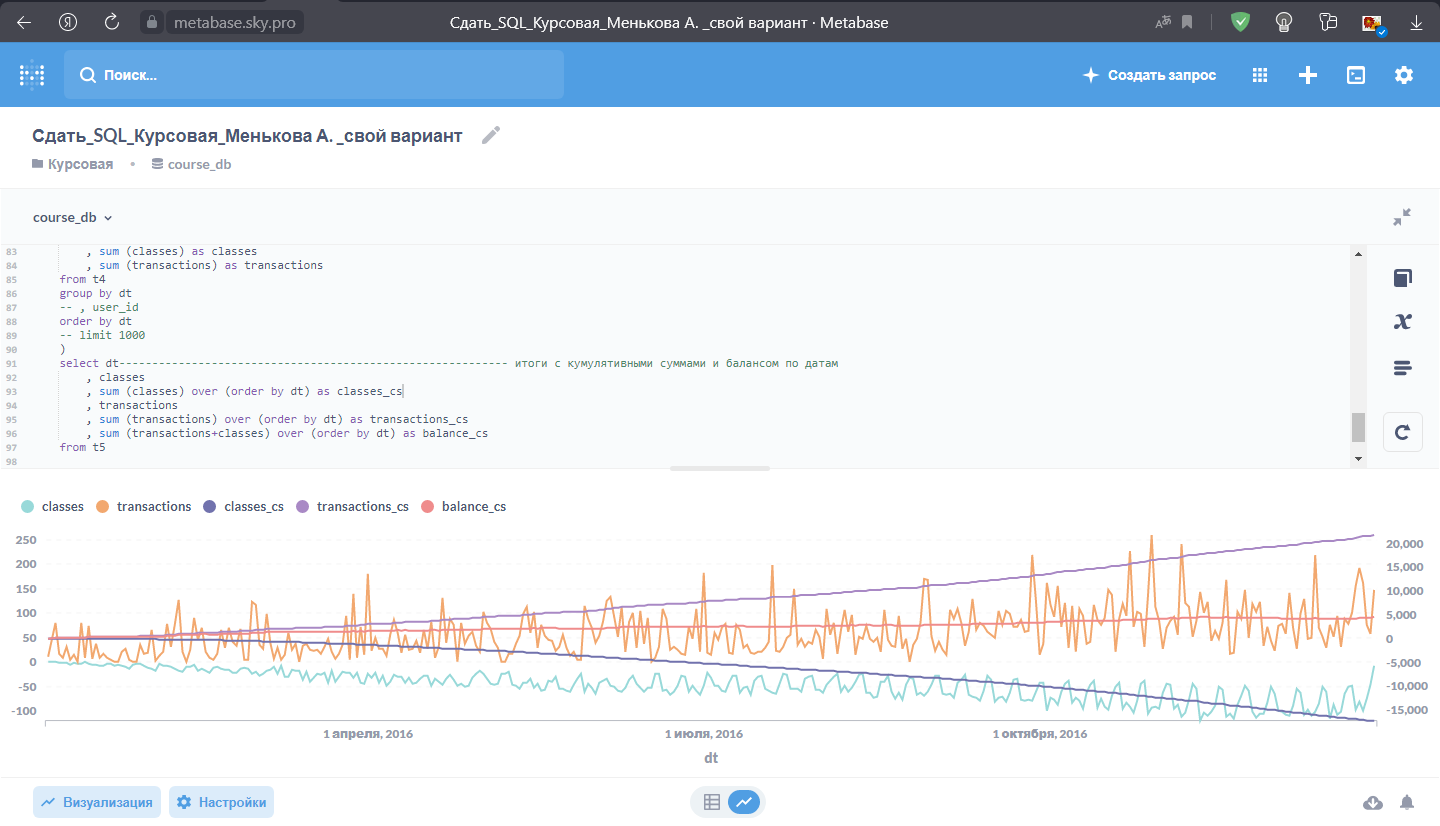 metabase.sky.pro
Сдать_SQL_Курсовая_Менькова А. _свой вариант · Metabase
Поиск...
Создать запрос
Сдать_SQL_Курсовая_Менькова А. _свой вариант
Курсовая • course_db
course_db
83 , sum (classes) as classes
84 , sum (transactions) as transactions
85 from t4
86 group by dt
87 -- , user_id
88 order by dt
89 -- limit 1000
90 )
91 select dt----------------------------------------------------------- итоги с кумулятивными суммами и балансом по датам
92 , classes
93 , sum (classes) over (order by dt) as classes_cs
94 , transactions
95 , sum (transactions) over (order by dt) as transactions_cs
96 , sum (transactions+classes) over (order by dt) as balance_cs
97 from t5
98
classes transactions classes_cs transactions_cs balance_cs
250
200
150
100
50
0
-50
-100
20,000
15,000
10,000
5,000
0
-5,000
-10,000
-15,000
1 апреля, 2016
1 июля, 2016
1 октября, 2016
dt
Визуализация
Настройки